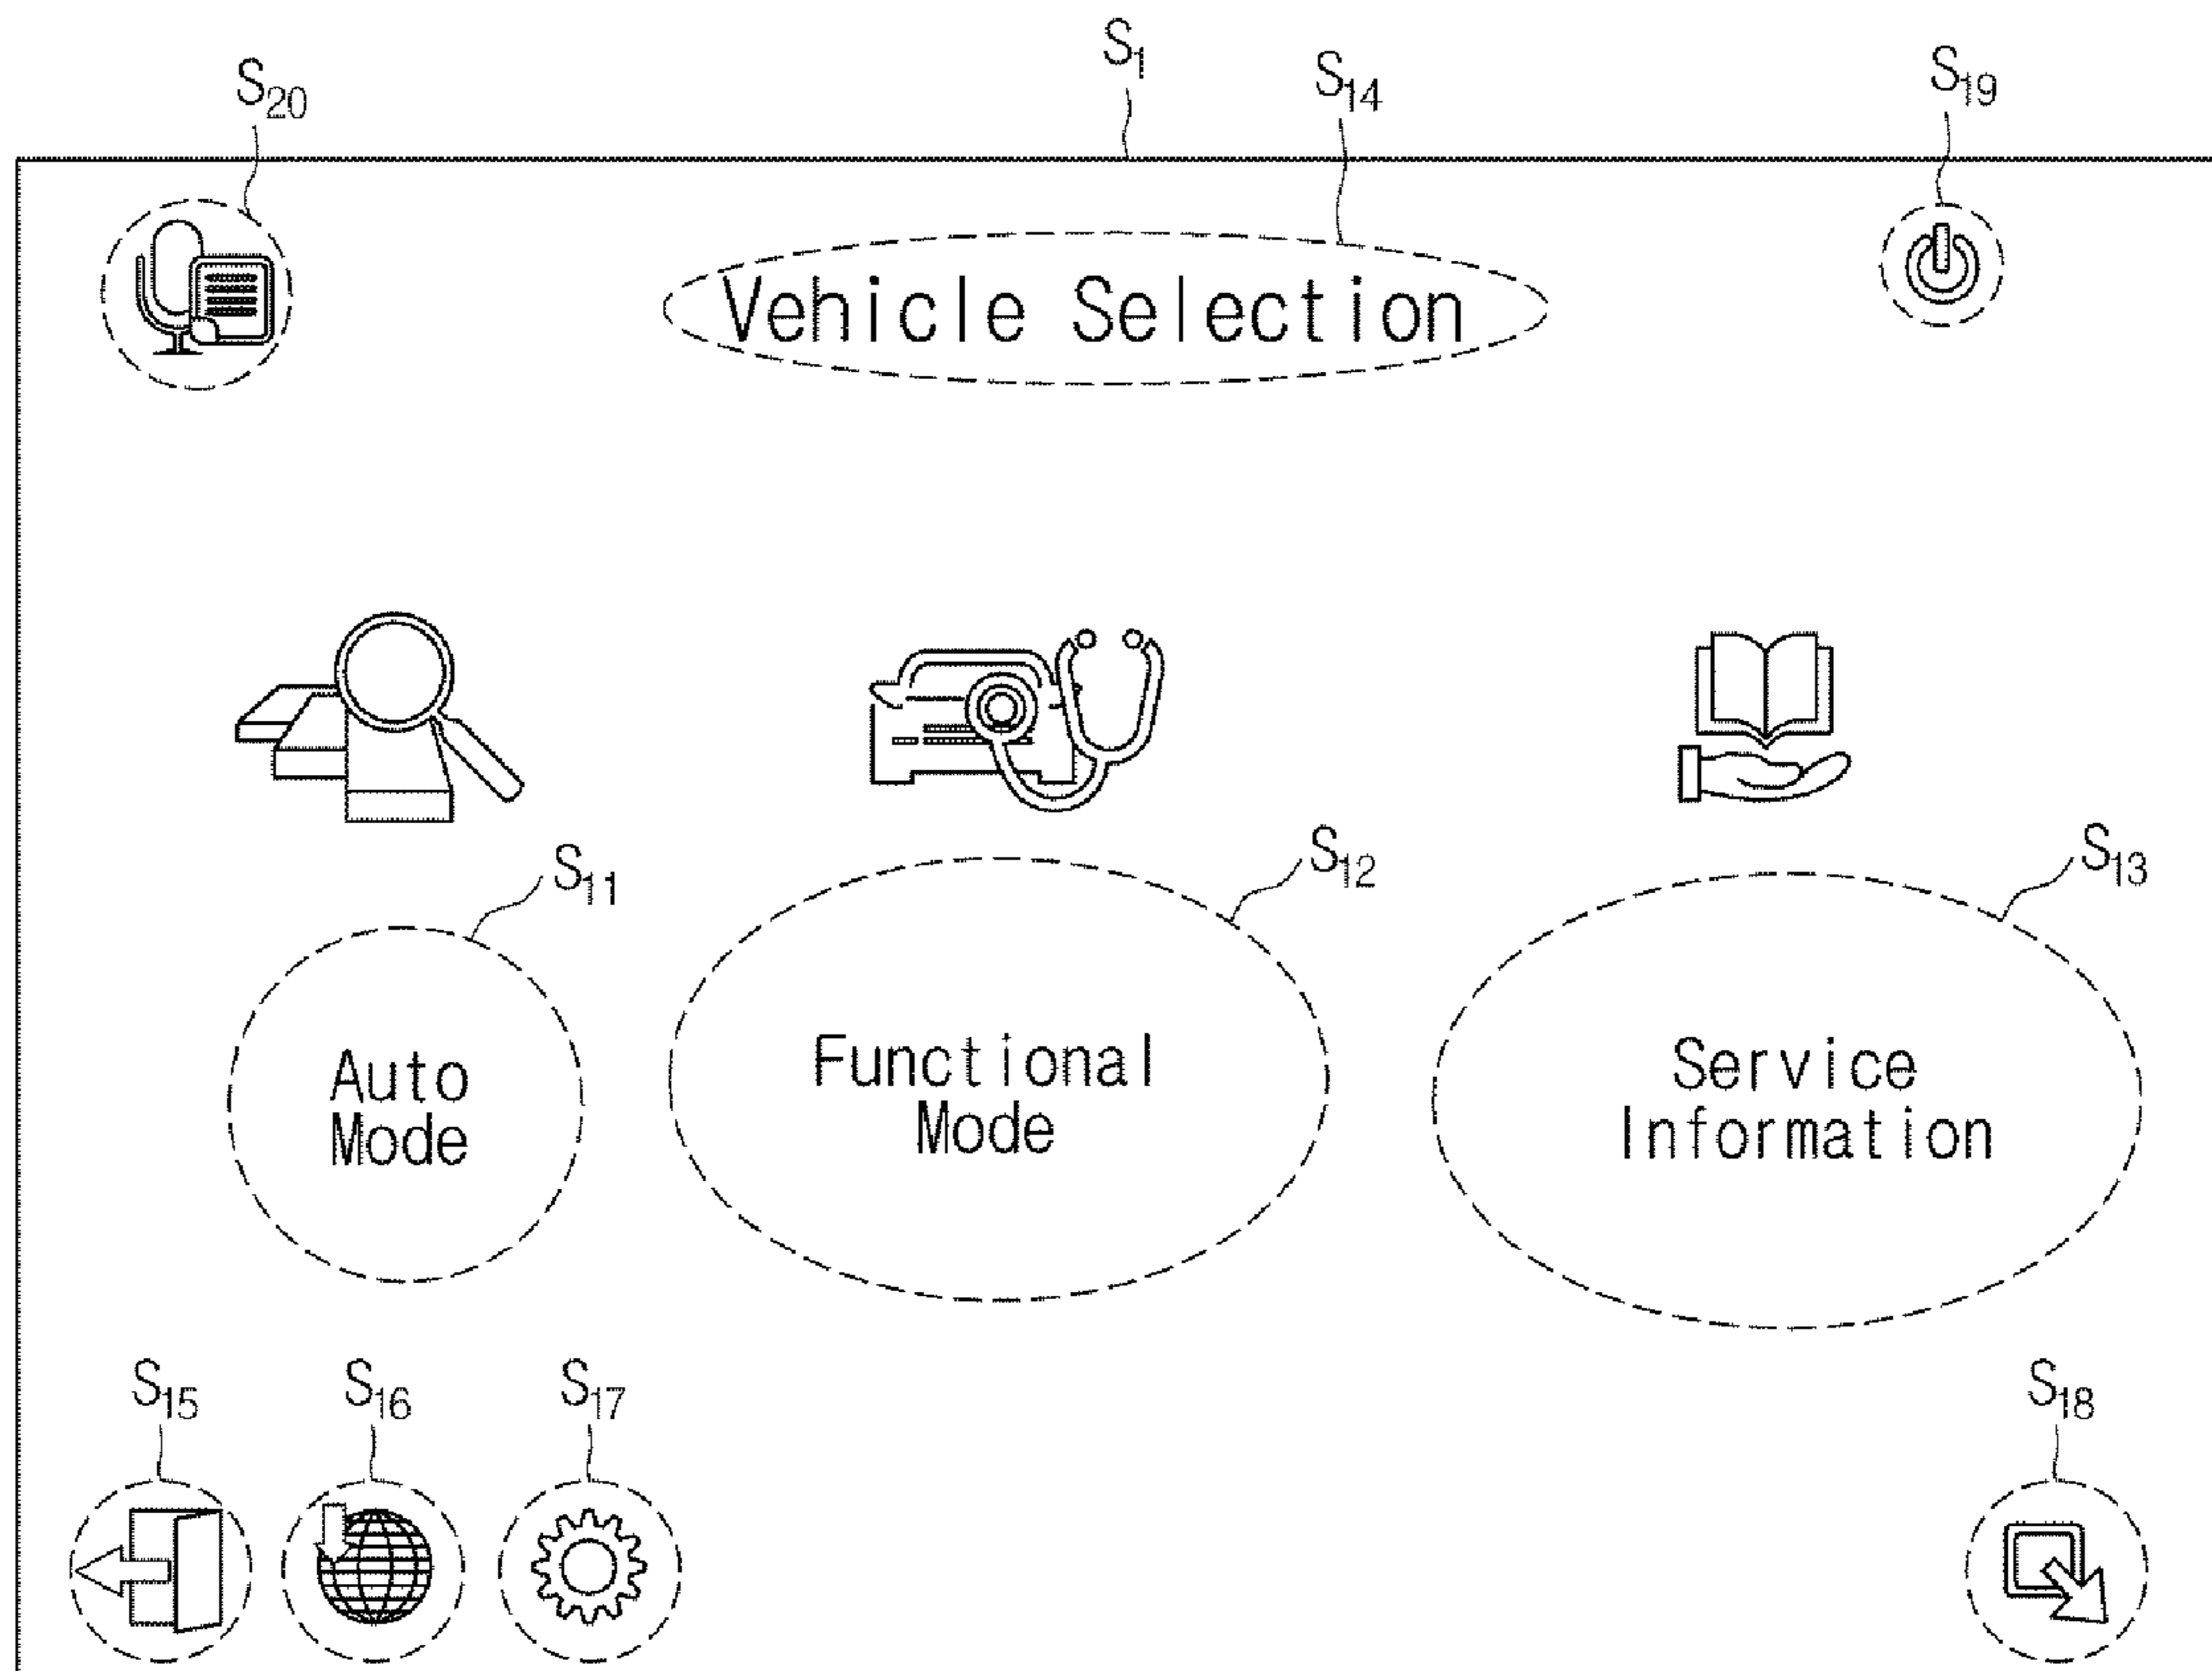 S1
S20
S14
S19
Vehicle Selection
S11
S12
S13
Auto
Mode
Functional
Mode
Service
Information
S15
S16
S17
S18